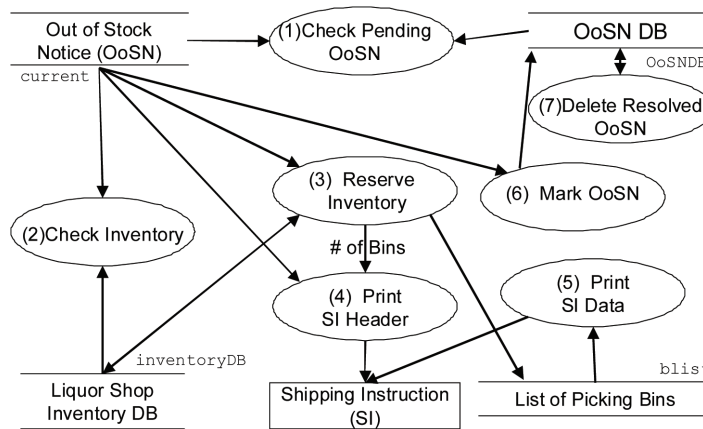 Out of Stock
Notice (OoSN)
current
(1)Check Pending
OoSN
OoSN DB
OoSNDB
(7)Delete Resolved
OoSN
(3) Reserve
Inventory
(6) Mark OoSN
(2)Check Inventory
# of Bins
(4) Print
SI Header
(5) Print
SI Data
inventoryDB
Liquor Shop
Inventory DB
Shipping Instruction
(SI)
blist
List of Picking Bins